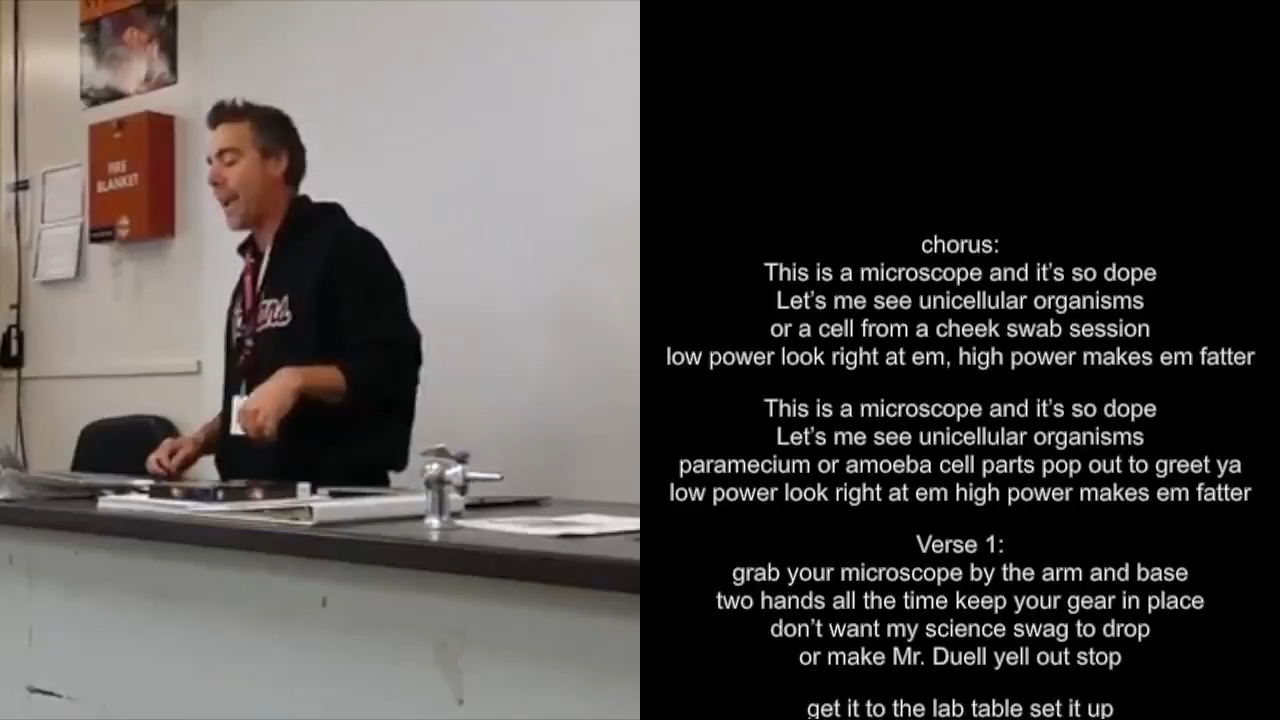 FIRE
BLANKET
chorus:
This is a microscope and it's so dope
Let's me see unicellular organisms
or a cell from a cheek swab session
low power look right at em, high power makes em fatter
This is a microscope and it's so dope
Let's me see unicellular organisms
paramecium or amoeba cell parts pop out to greet ya
low power look right at em high power makes em fatter
Verse 1:
grab your microscope by the arm and base
two hands all the time keep your gear in place
don't want my science swag to drop
or make Mr. Duell yell out stop
get it to the lab table set it up